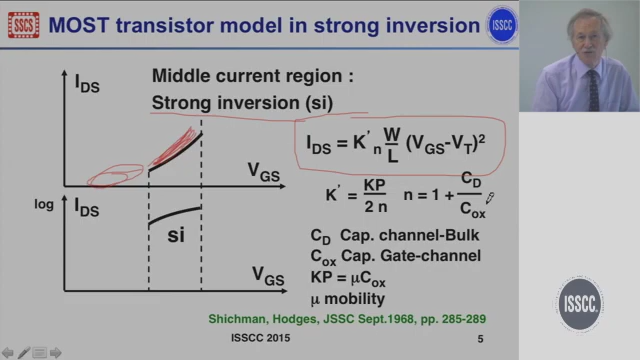 SSCS
MOST transistor model in strong inversion
ISSCC
I_DS
Middle current region :
Strong inversion (si)
I_DS = K'_n W/L (V_GS-V_T)²
V_GS
K' = KP/2 n   n = 1 + C_D/C_ox
log I_DS
si
V_GS
C_D Cap. channel-Bulk
C_ox Cap. Gate-channel
KP = μC_ox
μ mobility
Shichman, Hodges, JSSC Sept.1968, pp. 285-289
ISSCC 2015
5
ISSCC